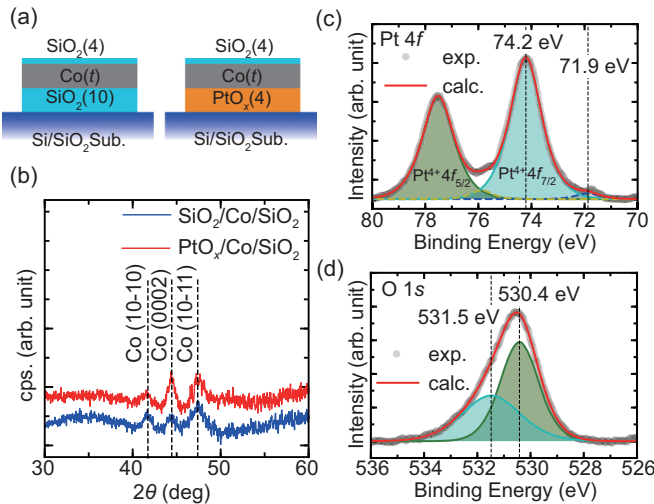 (a)
SiO2(4)
Co(t)
SiO2(10)
Si/SiO2Sub.
SiO2(4)
Co(t)
PtOx(4)
Si/SiO2Sub.
(b)
cps. (arb. unit)
SiO2/Co/SiO2
PtOx/Co/SiO2
Co (10-10)
Co (0002)
Co (10-11)
30 40 50 60
2θ (deg)
(c)
Intensity (arb. unit)
Pt 4f
74.2 eV
71.9 eV
exp.
calc.
Pt4+4f5/2
Pt4+4f7/2
80 78 76 74 72 70
Binding Energy (eV)
(d)
Intensity (arb. unit)
O 1s
530.4 eV
531.5 eV
exp.
calc.
536 534 532 530 528 526
Binding Energy (eV)